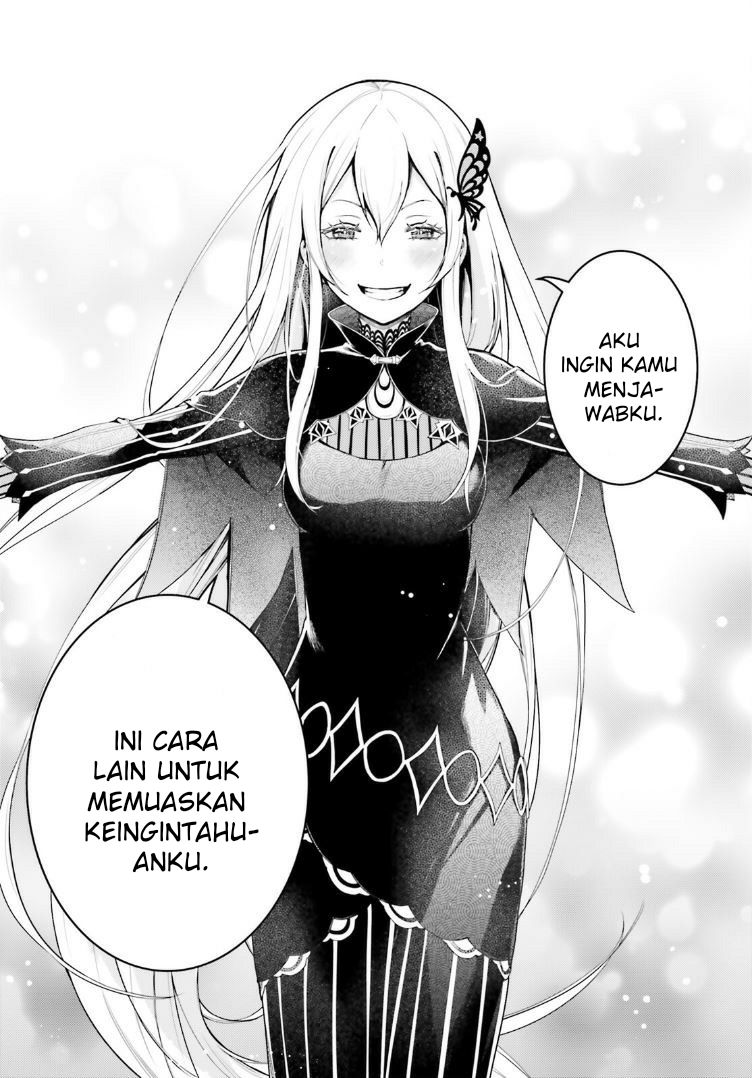 AKU
INGIN KAMU
MENJA-
WABKU.
INI CARA
LAIN UNTUK
MEMUASKAN
KEINGINTAHU-
ANKU.